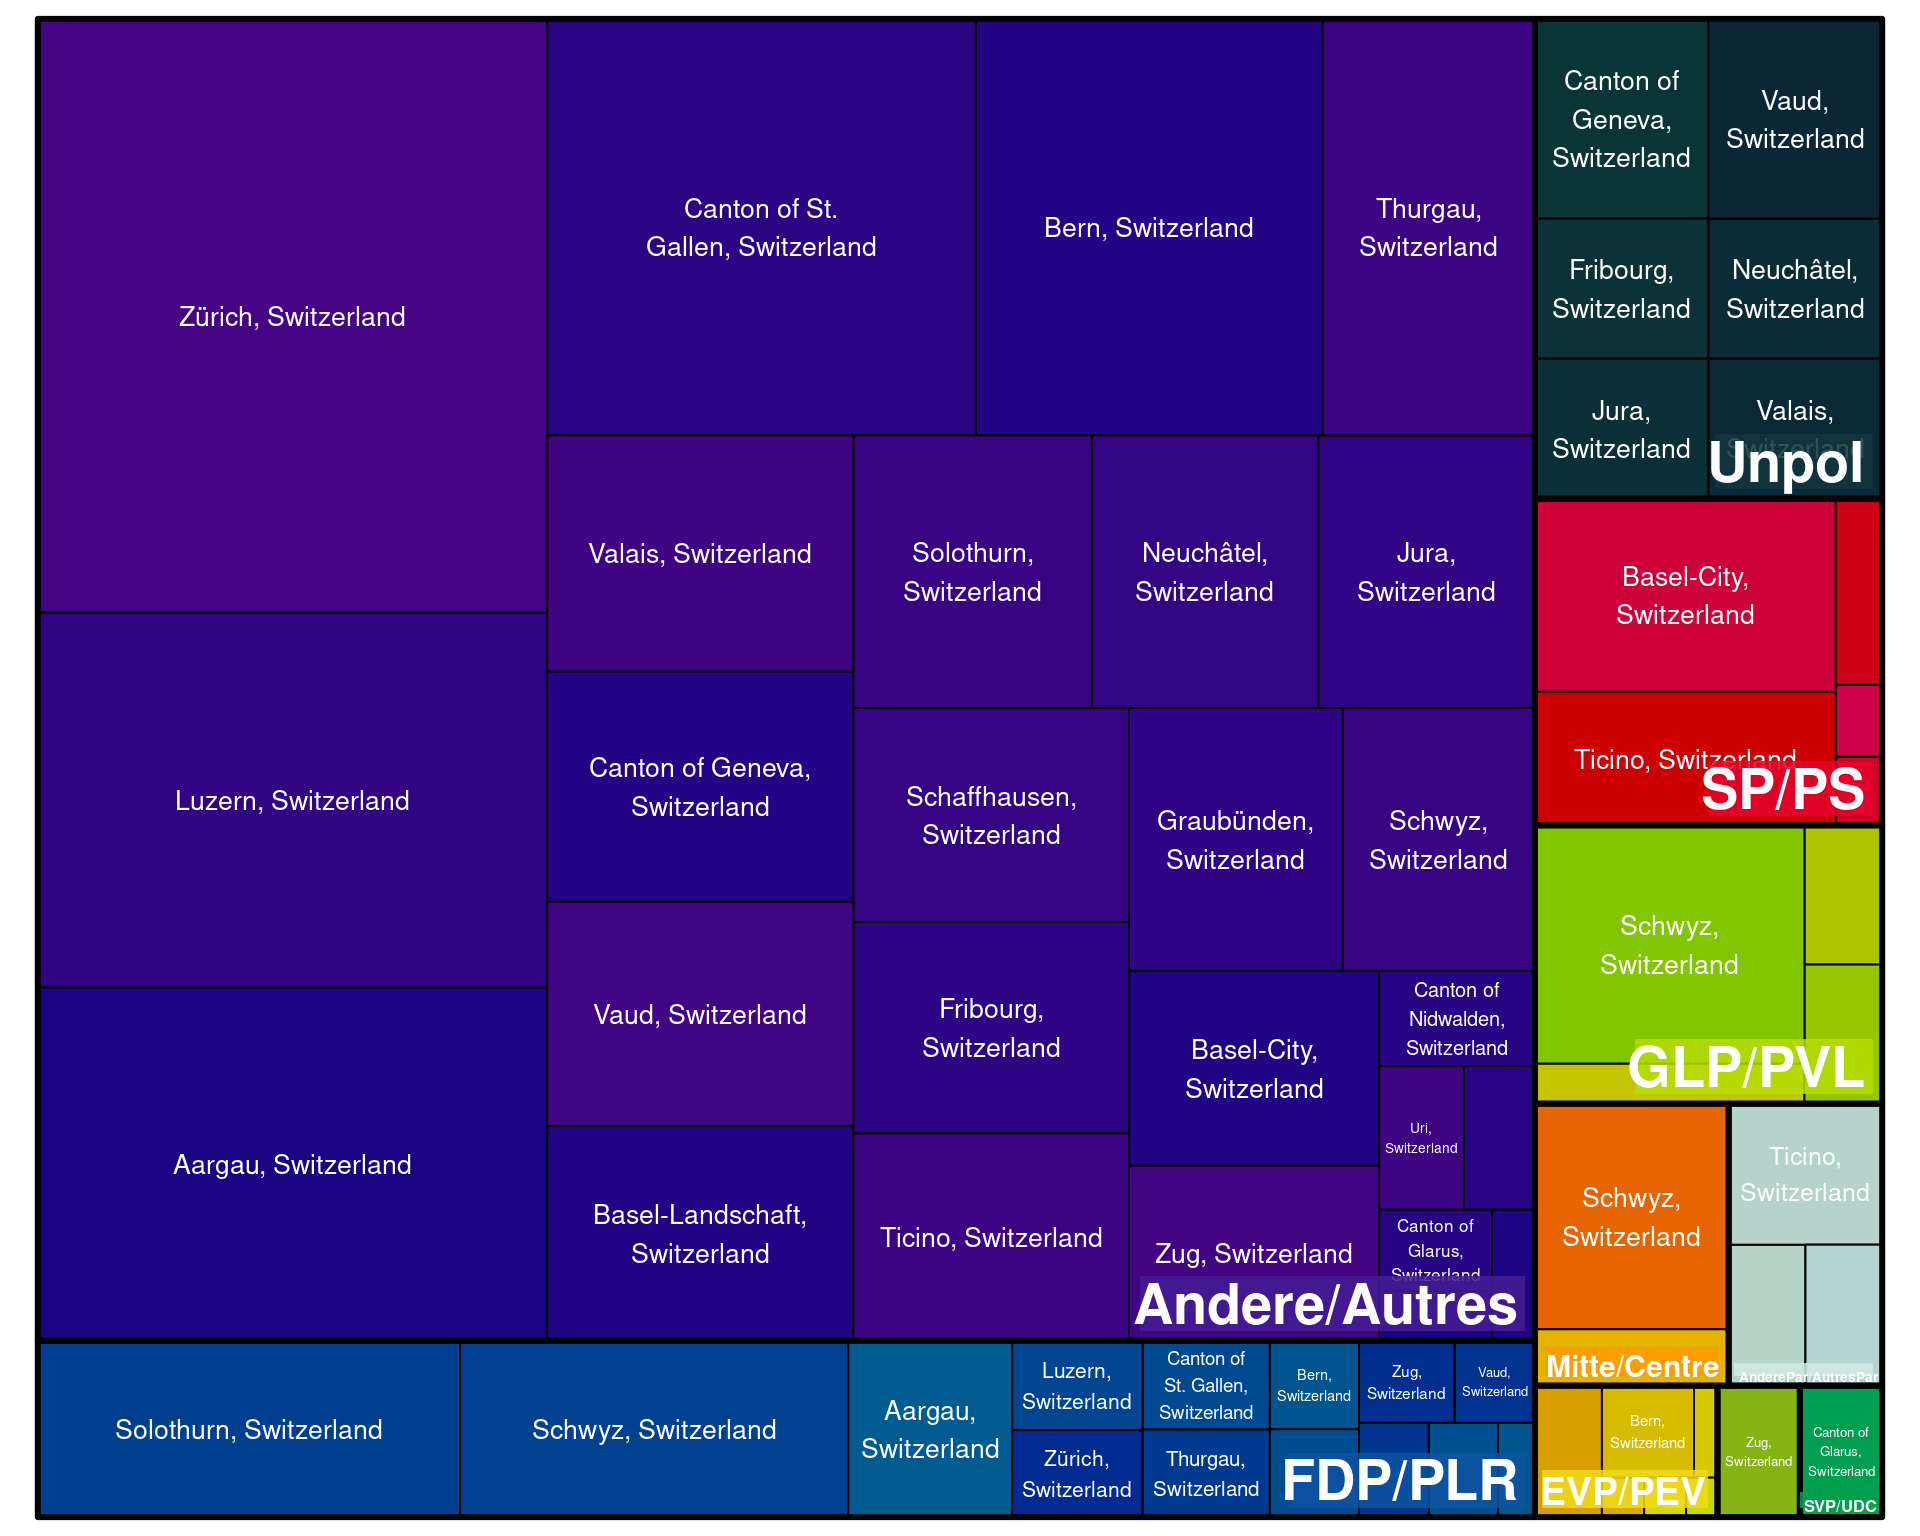 Zürich, Switzerland
Luzern, Switzerland
Aargau, Switzerland
Canton of St.
Gallen, Switzerland
Bern, Switzerland
Thurgau,
Switzerland
Valais, Switzerland
Solothurn,
Switzerland
Neuchâtel,
Switzerland
Jura,
Switzerland
Canton of Geneva,
Switzerland
Vaud, Switzerland
Basel-Landschaft,
Switzerland
Schaffhausen,
Switzerland
Graubünden,
Switzerland
Schwyz,
Switzerland
Fribourg,
Switzerland
Ticino, Switzerland
Basel-City,
Switzerland
Canton of
Nidwalden,
Switzerland
Uri,
Switzerland
Zug, Switzerland
Canton of
Glarus,
Switzerland
Andere/Autres
Solothurn, Switzerland
Schwyz, Switzerland
Aargau,
Switzerland
Luzern,
Switzerland
Zürich,
Switzerland
Canton of
St. Gallen,
Switzerland
Thurgau,
Switzerland
Bern,
Switzerland
Zug,
Switzerland
Vaud,
Switzerland
FDP/PLR
Canton of
Geneva,
Switzerland
Vaud,
Switzerland
Fribourg,
Switzerland
Neuchâtel,
Switzerland
Jura,
Switzerland
Valais,
Switzerland
Unpol
Basel-City,
Switzerland
Ticino, Switzerland
SP/PS
Schwyz,
Switzerland
GLP/PVL
Schwyz,
Switzerland
Mitte/Centre
Ticino,
Switzerland
AnderePar/AutresPar
Bern,
Switzerland
EVP/PEV
Zug,
Switzerland
Canton of
Glarus,
Switzerland
SVP/UDC